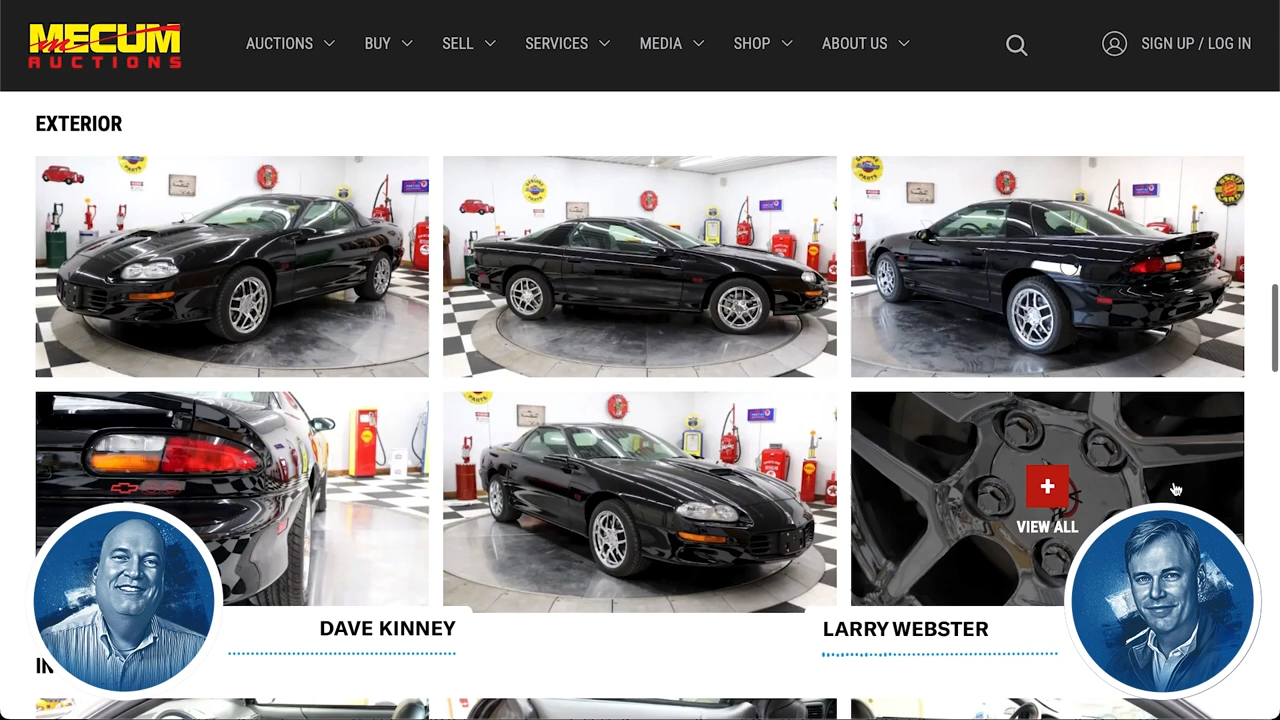 MECUM
AUCTIONS
AUCTIONS
BUY
SELL
SERVICES
MEDIA
SHOP
ABOUT US
SIGN UP / LOG IN
EXTERIOR
VIEW ALL
DAVE KINNEY
LARRY WEBSTER